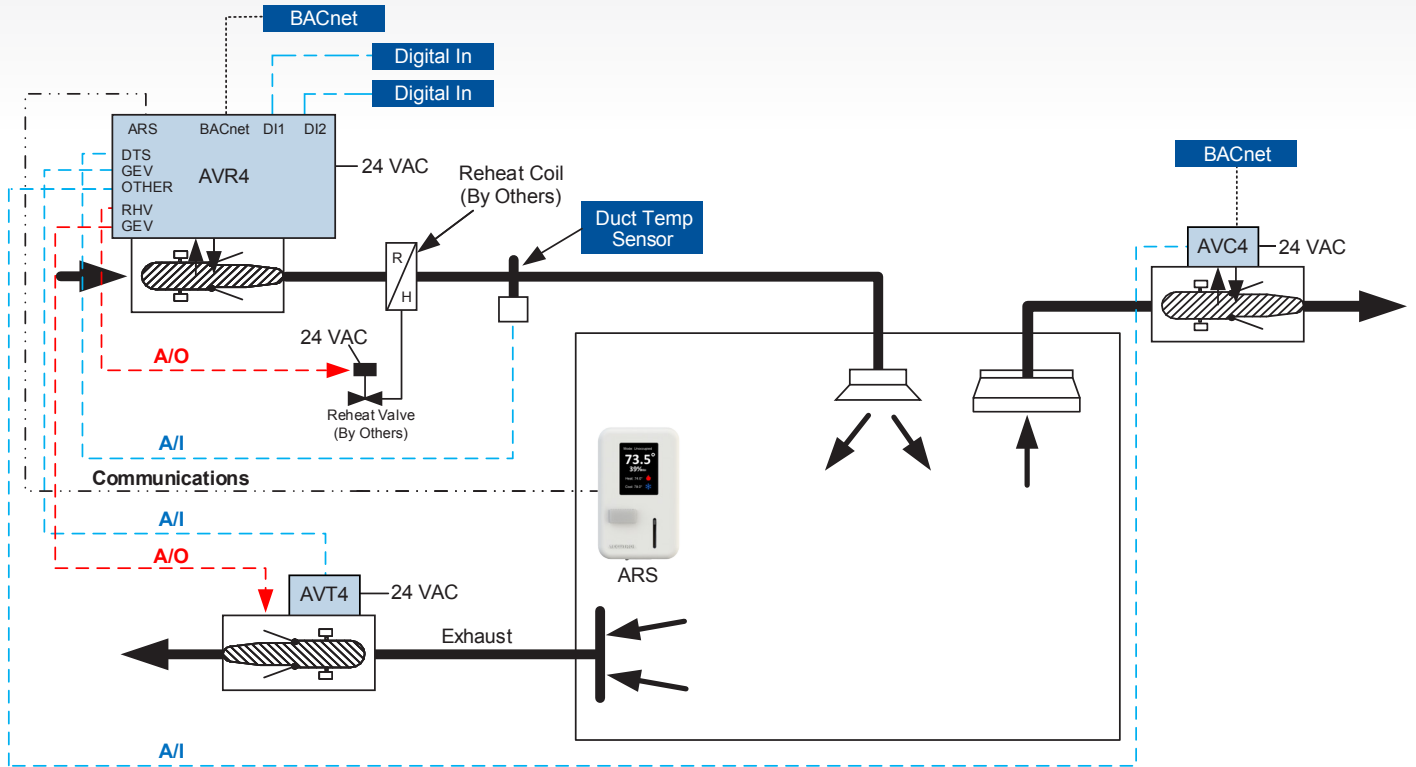 BACnet
Digital In
Digital In
ARS BACnet DI1 DI2
DTS
GEV
OTHER
RHV
GEV
AVR4
24 VAC
Reheat Coil
(By Others)
Duct Temp
Sensor
BACnet
AVC4
24 VAC
R
H
24 VAC
A/O
Reheat Valve
(By Others)
A/I
Communications
73.5°
39%
ARS
A/I
A/O
AVT4
24 VAC
Exhaust
A/I